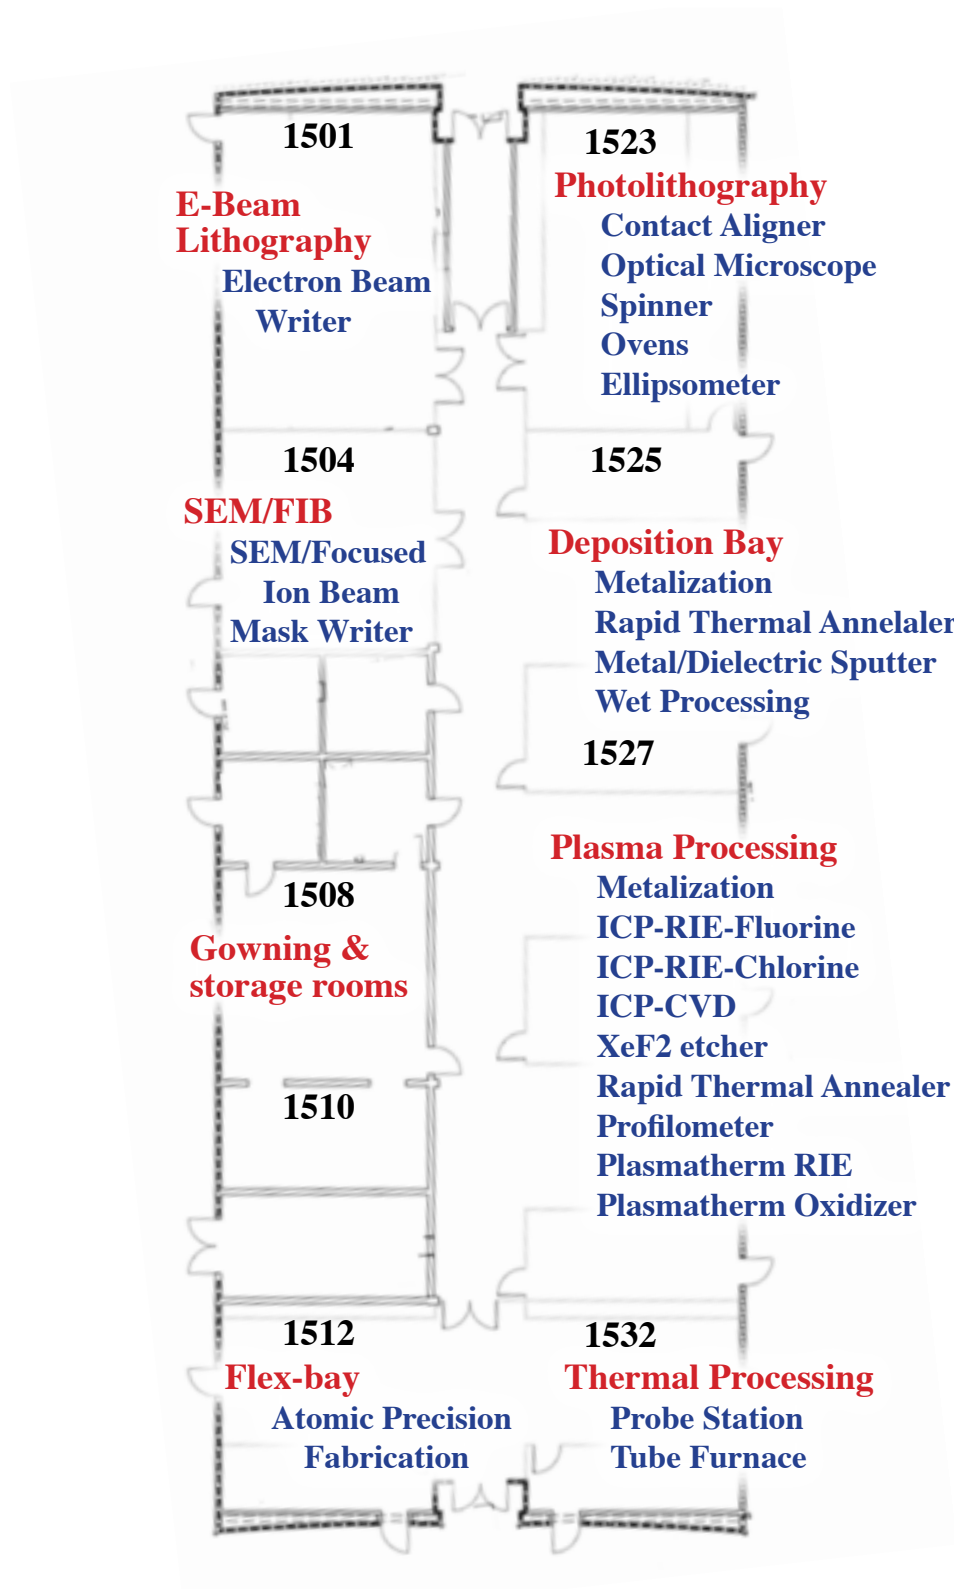 1501
E-Beam
Lithography
Electron Beam
Writer
1504
SEM/FIB
SEM/Focused
Ion Beam
Mask Writer
1508
Gowning &
storage rooms
1510
1512
Flex-bay
Atomic Precision
Fabrication
1523
Photolithography
Contact Aligner
Optical Microscope
Spinner
Ovens
Ellipsometer
1525
Deposition Bay
Metalization
Rapid Thermal Annelaler
Metal/Dielectric Sputter
Wet Processing
1527
Plasma Processing
Metalization
ICP-RIE-Fluorine
ICP-RIE-Chlorine
ICP-CVD
XeF2 etcher
Rapid Thermal Annealer
Profilometer
Plasmatherm RIE
Plasmatherm Oxidizer
1532
Thermal Processing
Probe Station
Tube Furnace